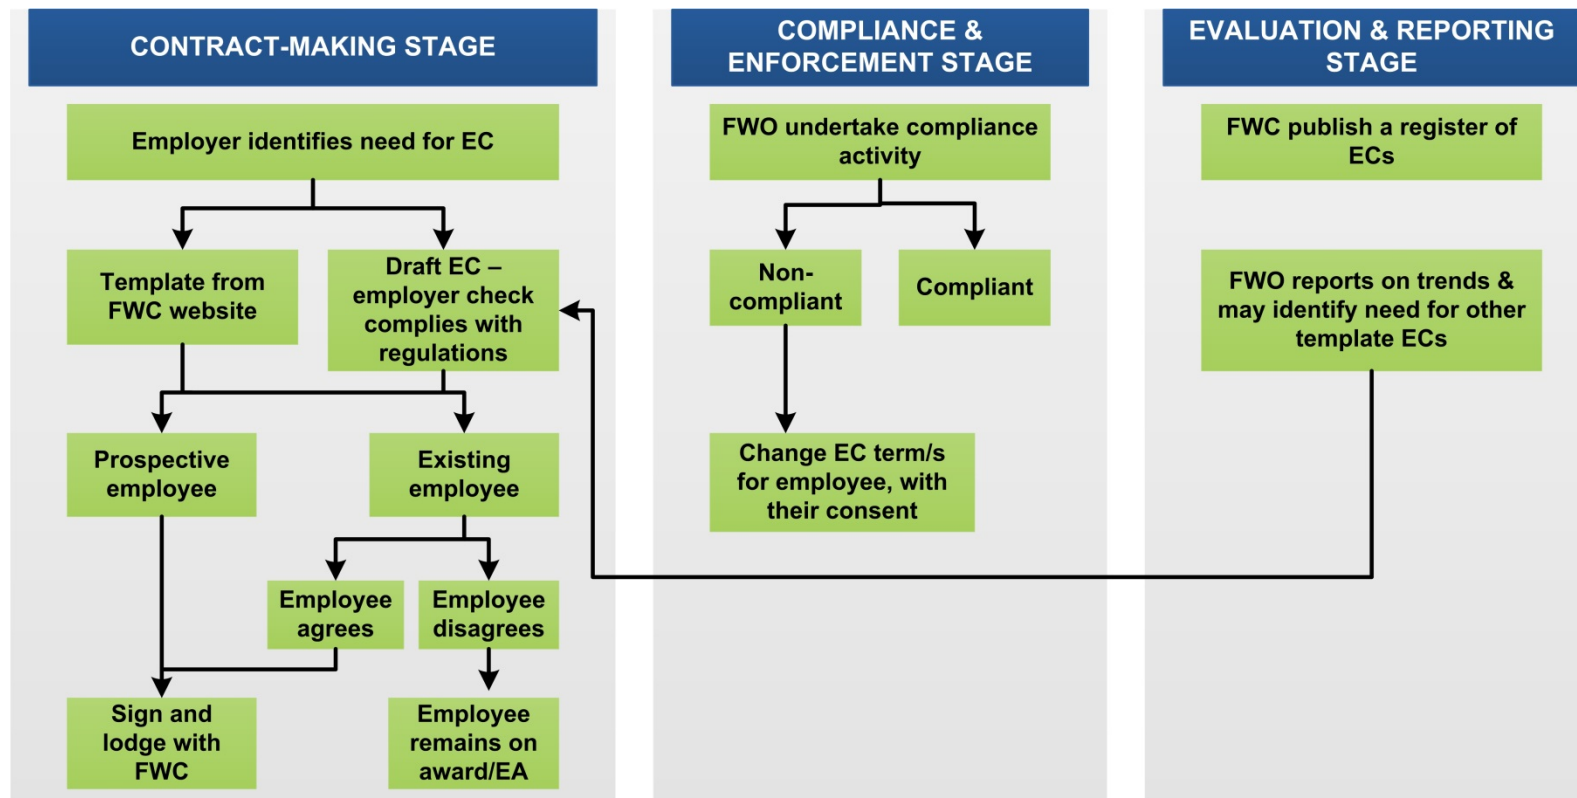 CONTRACT-MAKING STAGE
Employer identifies need for EC
Template from
FWC website
Draft EC –
employer check
complies with
regulations
Prospective
employee
Existing
employee
Employee
agrees
Employee
disagrees
Sign and
lodge with
FWC
Employee
remains on
award/EA
COMPLIANCE &
ENFORCEMENT STAGE
FWO undertake compliance
activity
Non-
compliant
Compliant
Change EC term/s
for employee, with
their consent
EVALUATION & REPORTING
STAGE
FWC publish a register of
ECs
FWO reports on trends &
may identify need for other
template ECs